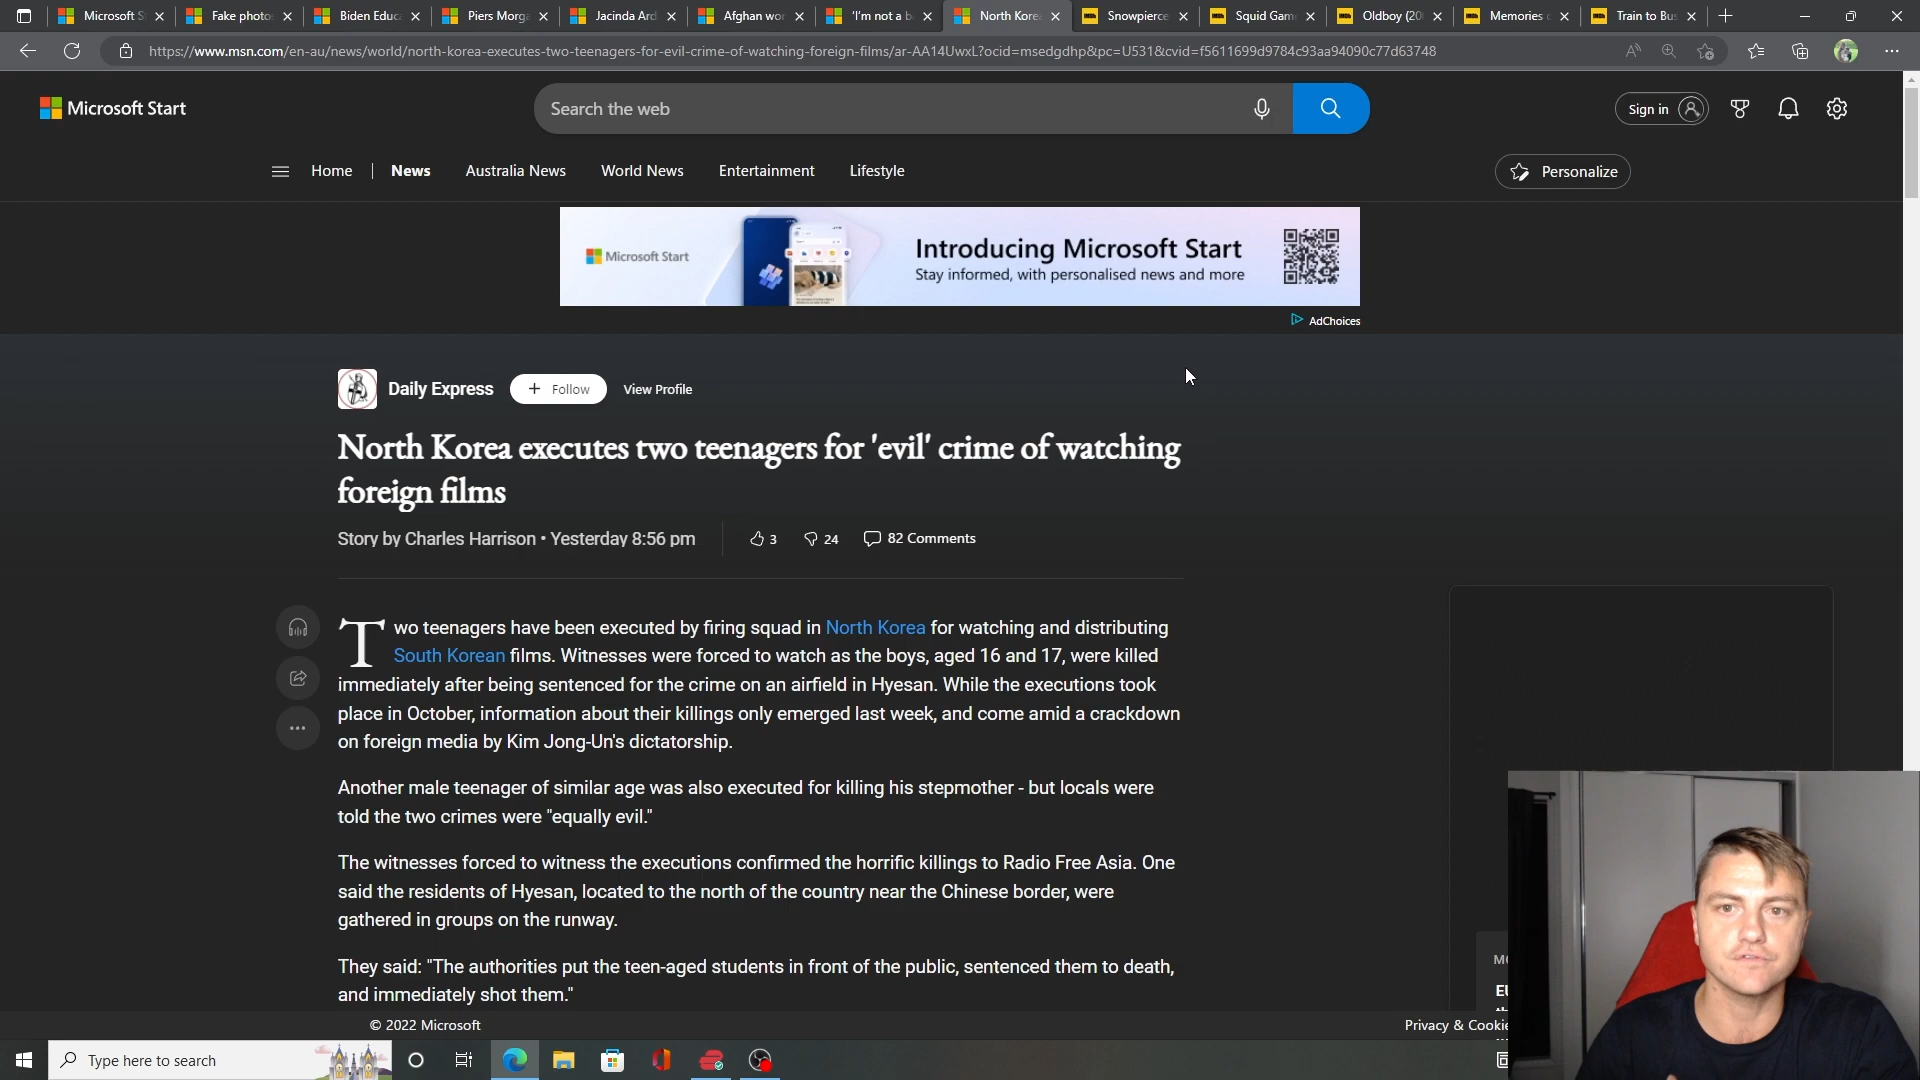 Microsoft S
Fake photo
Biden Educ
Piers Morga
Jacinda Ard
Afghan wo
'I'm not a b
North Korea
Snowpierce
Squid Gam
Oldboy (20
Memories o
Train to Bus
https://www.msn.com/en-au/news/world/north-korea-executes-two-teenagers-for-evil-crime-of-watching-foreign-films/ar-AA14UwxL?ocid=msedgdhp&pc=U531&cvid=f5611699d9784c93aa94090c77d63748
Microsoft Start
Search the web
Sign in
Home
News
Australia News
World News
Entertainment
Lifestyle
Personalize
Microsoft Start
Introducing Microsoft Start
Stay informed, with personalised news and more
AdChoices
Daily Express
+ Follow
View Profile
North Korea executes two teenagers for 'evil' crime of watching
foreign films
Story by Charles Harrison • Yesterday 8:56 pm
3
24
82 Comments
Two teenagers have been executed by firing squad in North Korea for watching and distributing
South Korean films. Witnesses were forced to watch as the boys, aged 16 and 17, were killed
immediately after being sentenced for the crime on an airfield in Hyesan. While the executions took
place in October, information about their killings only emerged last week, and come amid a crackdown
on foreign media by Kim Jong-Un's dictatorship.
Another male teenager of similar age was also executed for killing his stepmother - but locals were
told the two crimes were "equally evil."
The witnesses forced to witness the executions confirmed the horrific killings to Radio Free Asia. One
said the residents of Hyesan, located to the north of the country near the Chinese border, were
gathered in groups on the runway.
They said: "The authorities put the teen-aged students in front of the public, sentenced them to death,
and immediately shot them."
© 2022 Microsoft
Privacy & Cookie
Type here to search